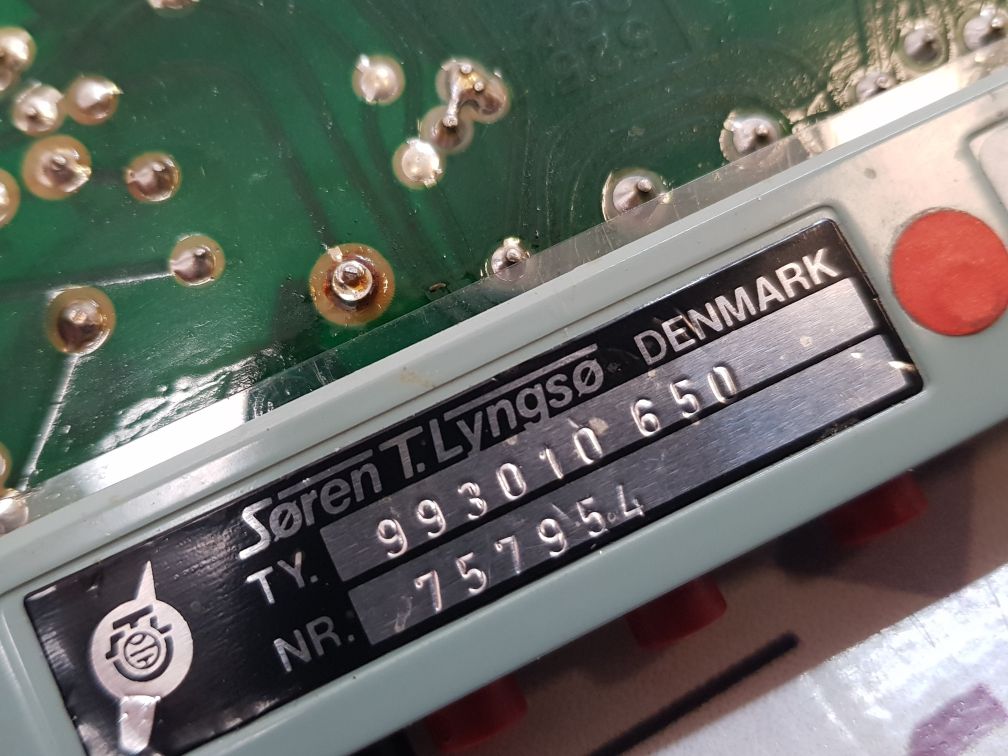 Søren T. Lyngsø DENMARK
TY. 993010 650
NR.: 757954